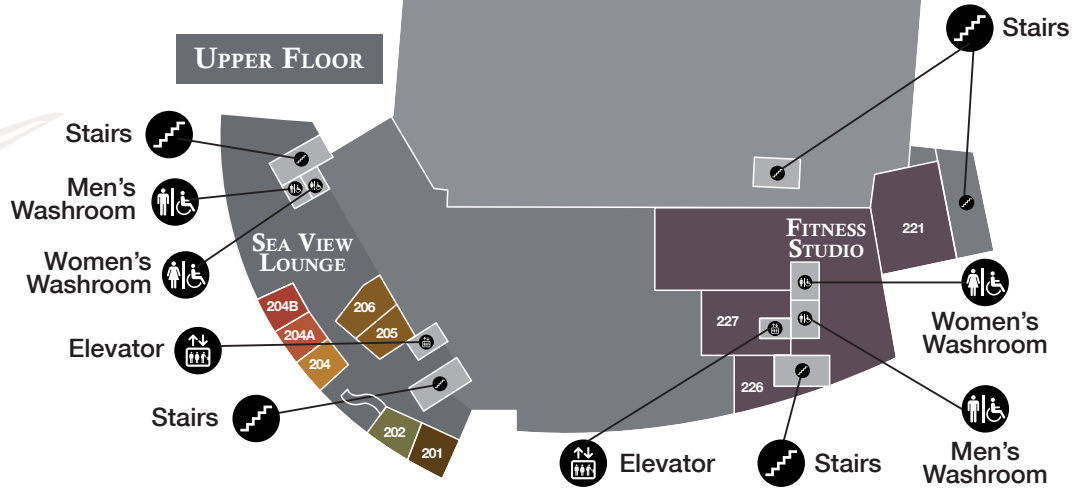 UPPER FLOOR
Stairs
Stairs
Men's
Washroom
Women's
Washroom
SEA VIEW
LOUNGE
FITNESS
STUDIO
221
204B
204A
204
206
205
227
226
Elevator
Women's
Washroom
Stairs
202
201
Elevator
Stairs
Men's
Washroom